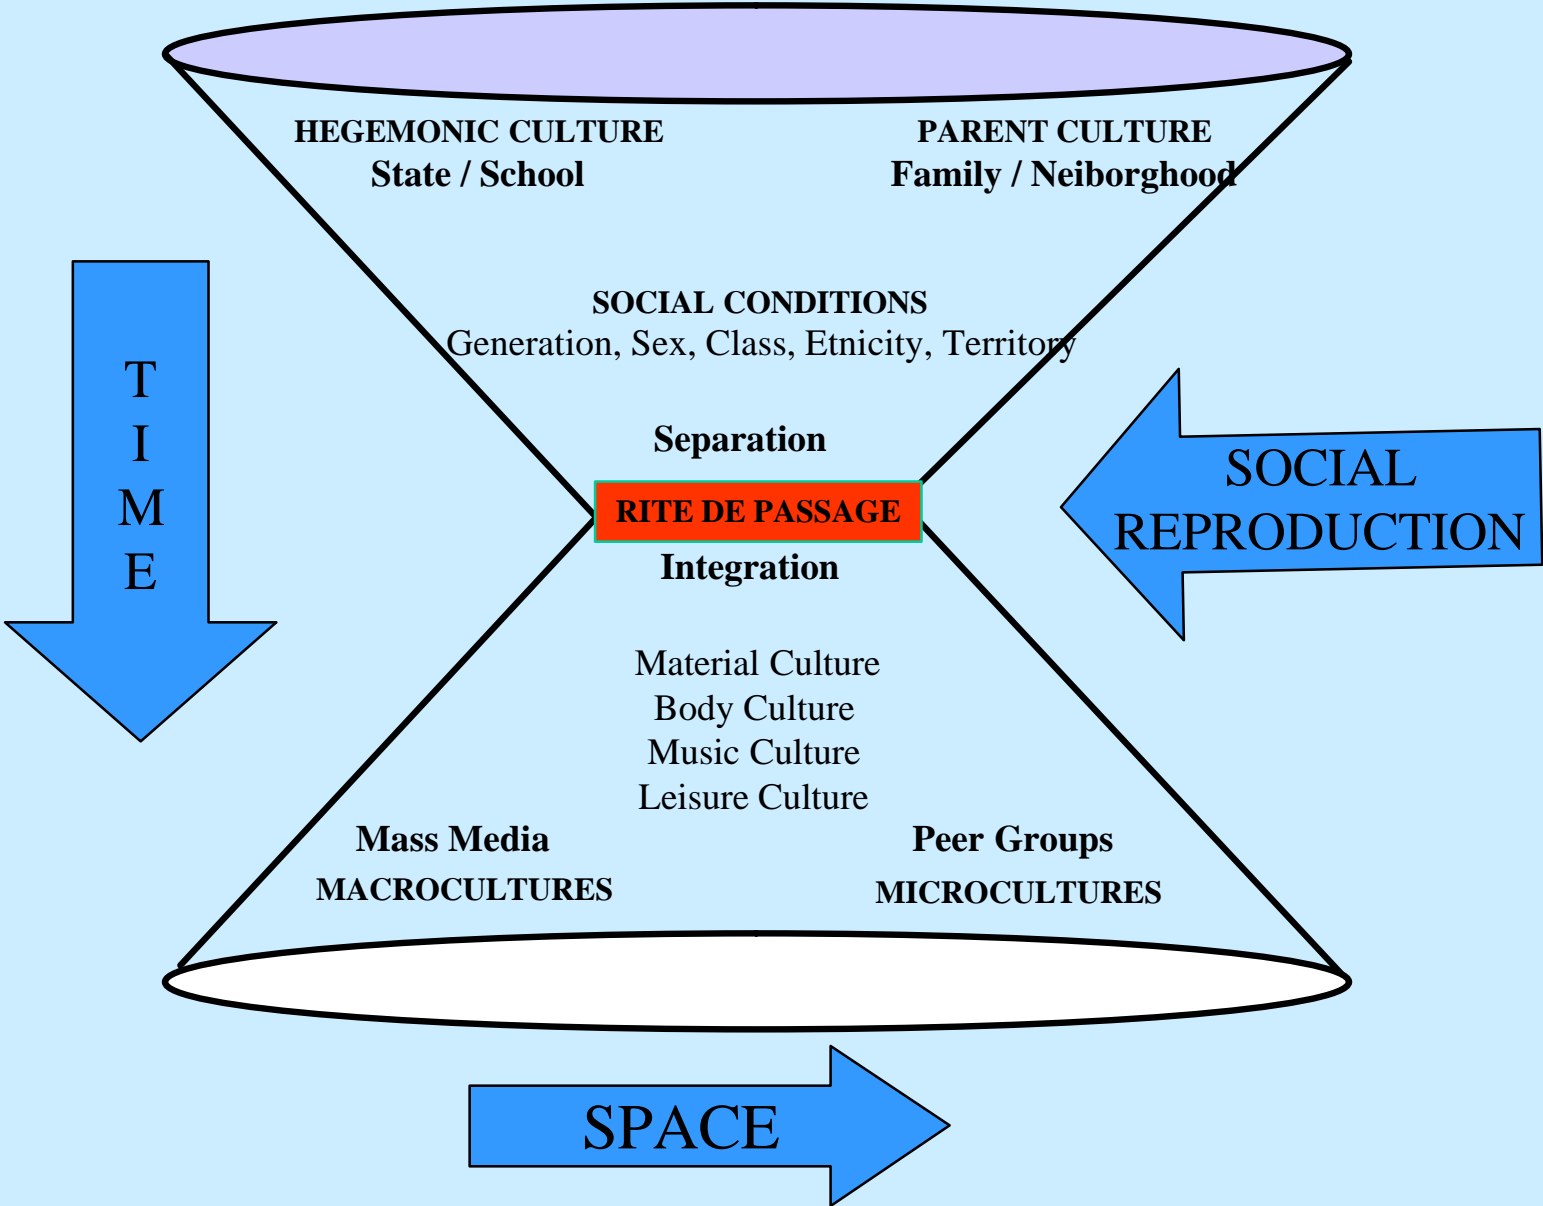 HEGEMONIC CULTURE
State / School
PARENT CULTURE
Family / Neiborghood
SOCIAL CONDITIONS
Generation, Sex, Class, Etnicity, Territory
T
I
M
E
Separation
RITE DE PASSAGE
Integration
SOCIAL
REPRODUCTION
Material Culture
Body Culture
Music Culture
Leisure Culture
Mass Media
MACROCULTURES
Peer Groups
MICROCULTURES
SPACE